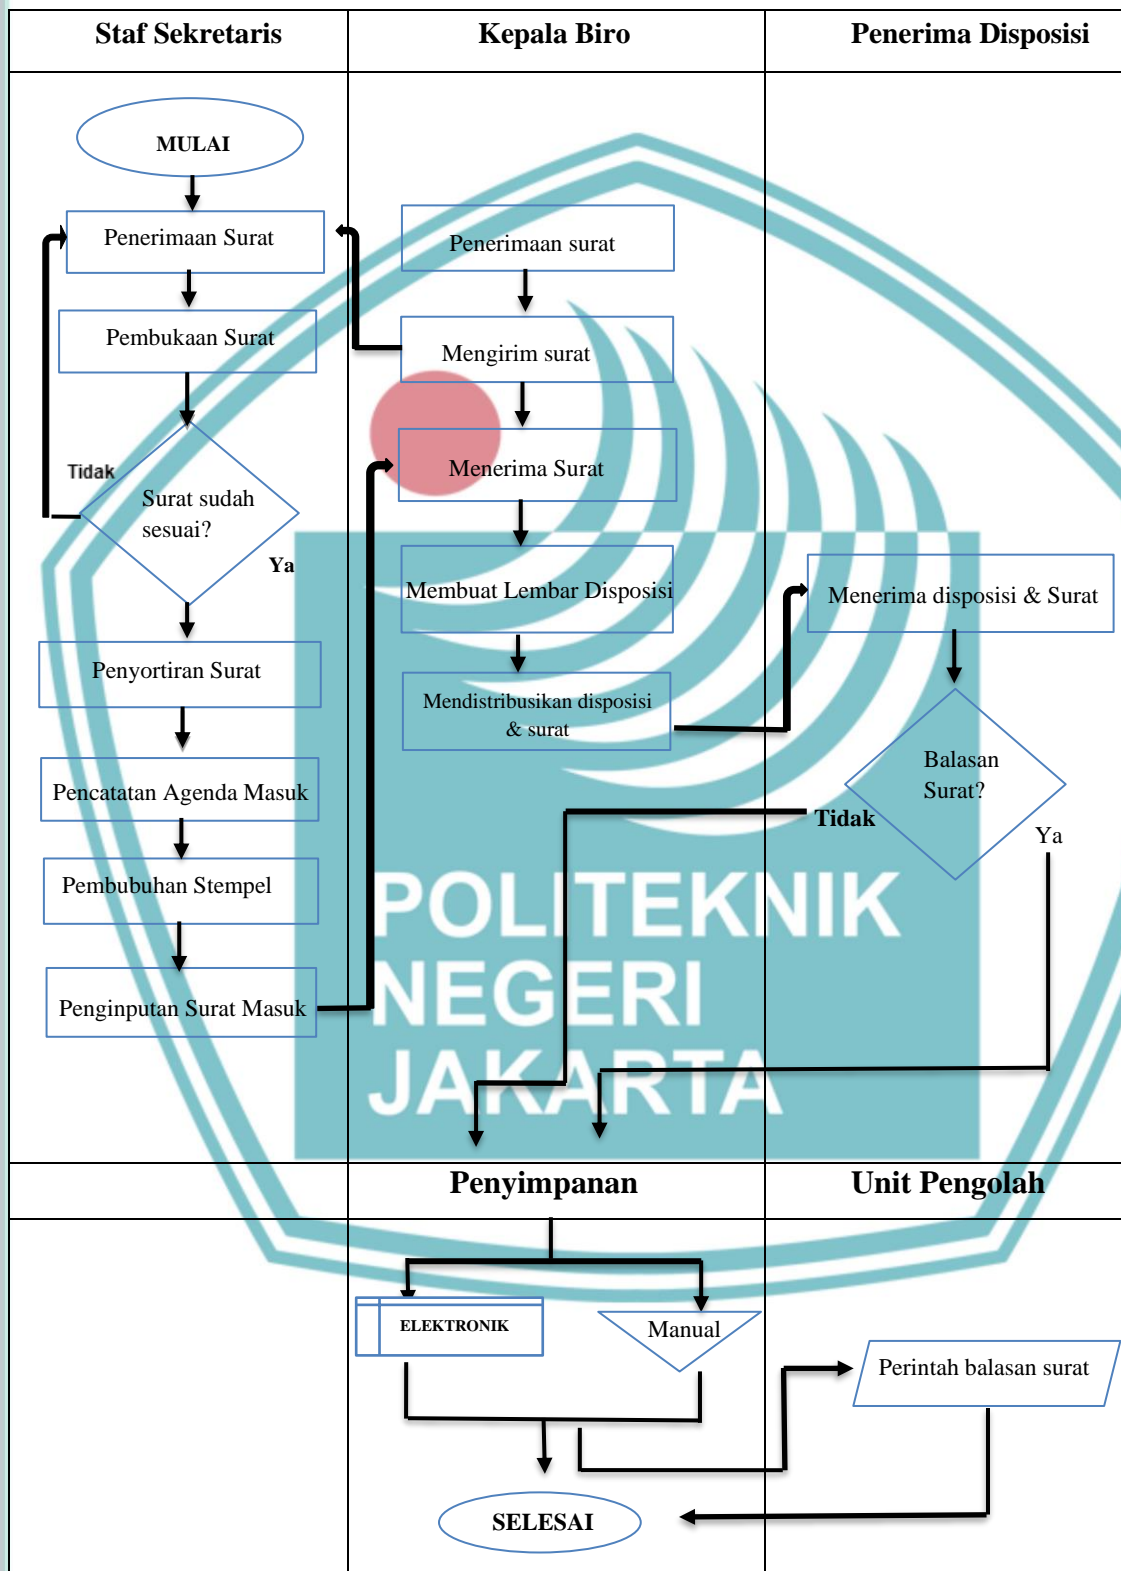 Staf Sekretaris
Kepala Biro
Penerima Disposisi
MULAI
Penerimaan Surat
Pembukaan Surat
Tidak
Surat sudah
sesuai?
Ya
Penyortiran Surat
Pencatatan Agenda Masuk
Pembubuhan Stempel
Penginputan Surat Masuk
Penerimaan surat
Mengirim surat
Menerima Surat
Membuat Lembar Disposisi
Mendistribusikan disposisi
& surat
Menerima disposisi & Surat
Balasan
Surat?
Tidak
Ya
POLITEKNIK
NEGERI
JAKARTA
Penyimpanan
Unit Pengolah
ELEKTRONIK
Manual
Perintah balasan surat
SELESAI